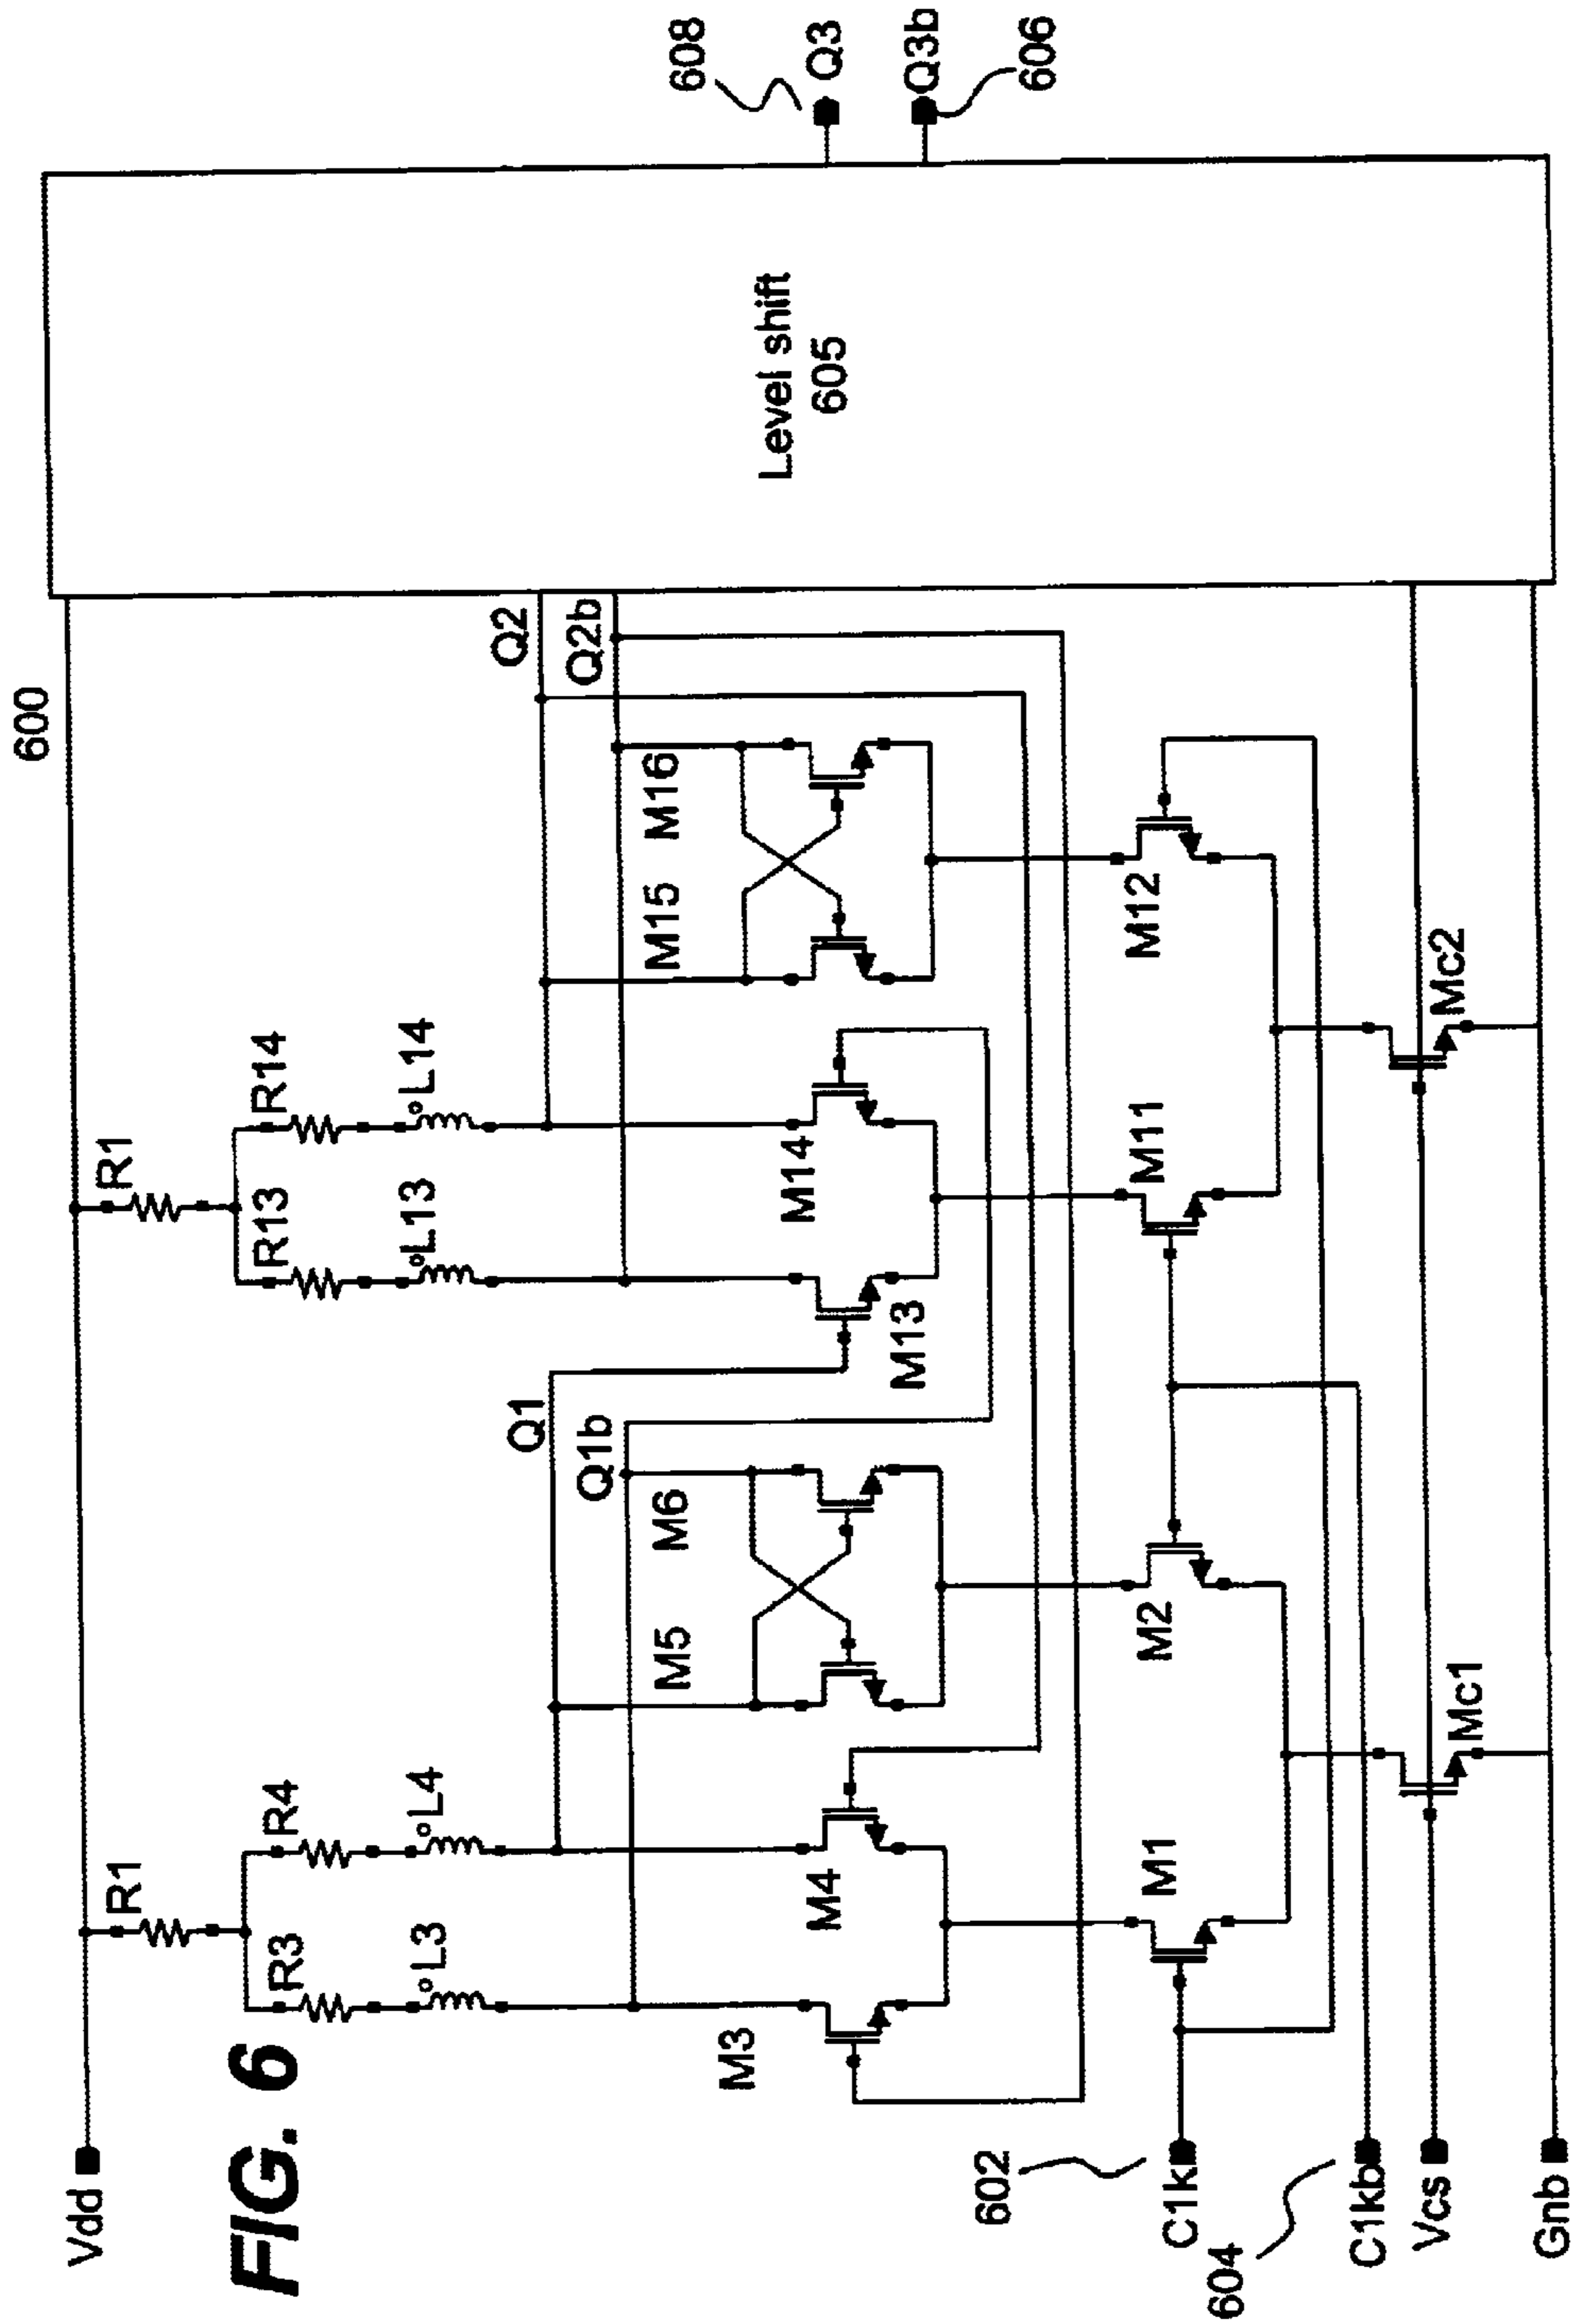 600
Vdd
FIG. 6
R1
R3
R4
L3
L4
R1
R13
R14
L13
L14
Q1
Q1b
Q2
Q2b
M3
M4
M5
M6
M13
M14
M15
M16
M1
M2
M11
M12
Mc1
Mc2
602
C1k
604
C1kb
Vcs
Gnb
Level shift
605
608
Q3
Q3b
606